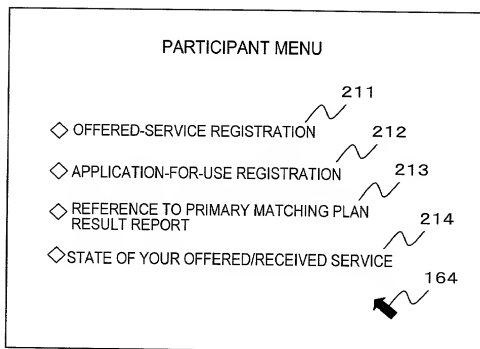 PARTICIPANT MENU
211
◇ OFFERED-SERVICE REGISTRATION
212
◇ APPLICATION-FOR-USE REGISTRATION
213
◇ REFERENCE TO PRIMARY MATCHING PLAN
RESULT REPORT
214
◇ STATE OF YOUR OFFERED/RECEIVED SERVICE
164